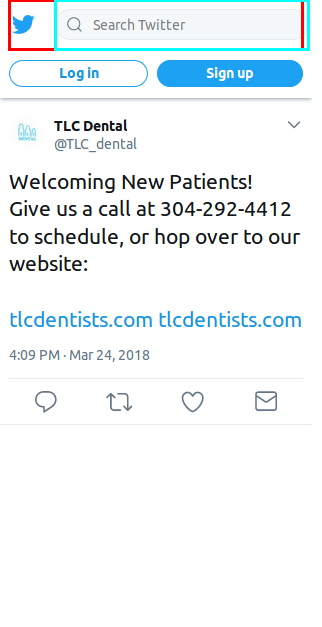 Search Twitter
Log in
Sign up
TLC Dental
@TLC_dental
Welcoming New Patients!
Give us a call at 304-292-4412
to schedule, or hop over to our
website:
tlcdentists.com tlcdentists.com
4:09 PM · Mar 24, 2018